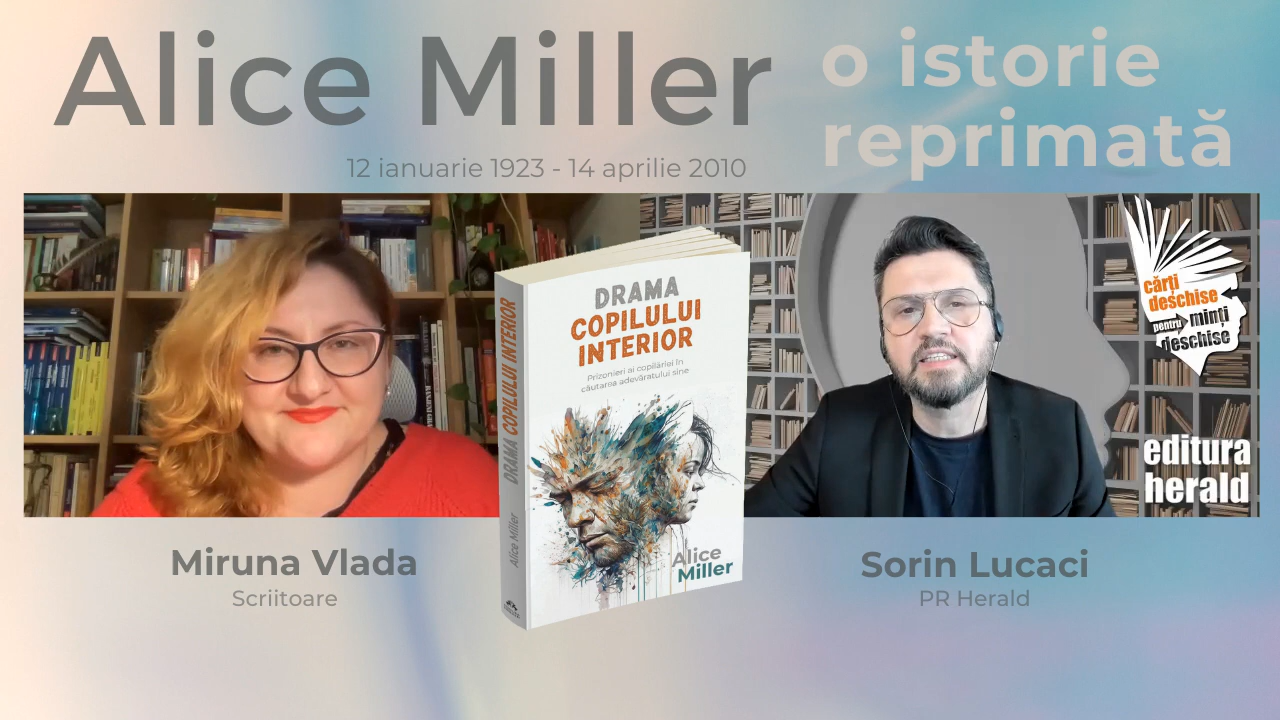 Alice Miller
o istorie
reprimată
12 ianuarie 1923 - 14 aprilie 2010
DRAMA
COPILULUI
INTERIOR
Prizonieri ai copilăriei în
căutarea adevăratului sine
Alice
Miller
DRAMA COPILULUI INTERIOR
Alice Miller
cărți
deschise
pentru minți
deschise
editura
herald
Miruna Vlada
Scriitoare
Sorin Lucaci
PR Herald